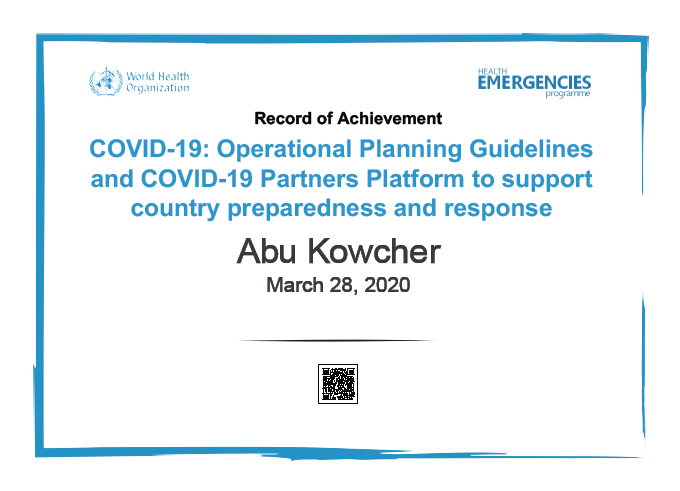 World Health
Organization
HEALTH
EMERGENCIES
programme
Record of Achievement
COVID-19: Operational Planning Guidelines
and COVID-19 Partners Platform to support
country preparedness and response
Abu Kowcher
March 28, 2020